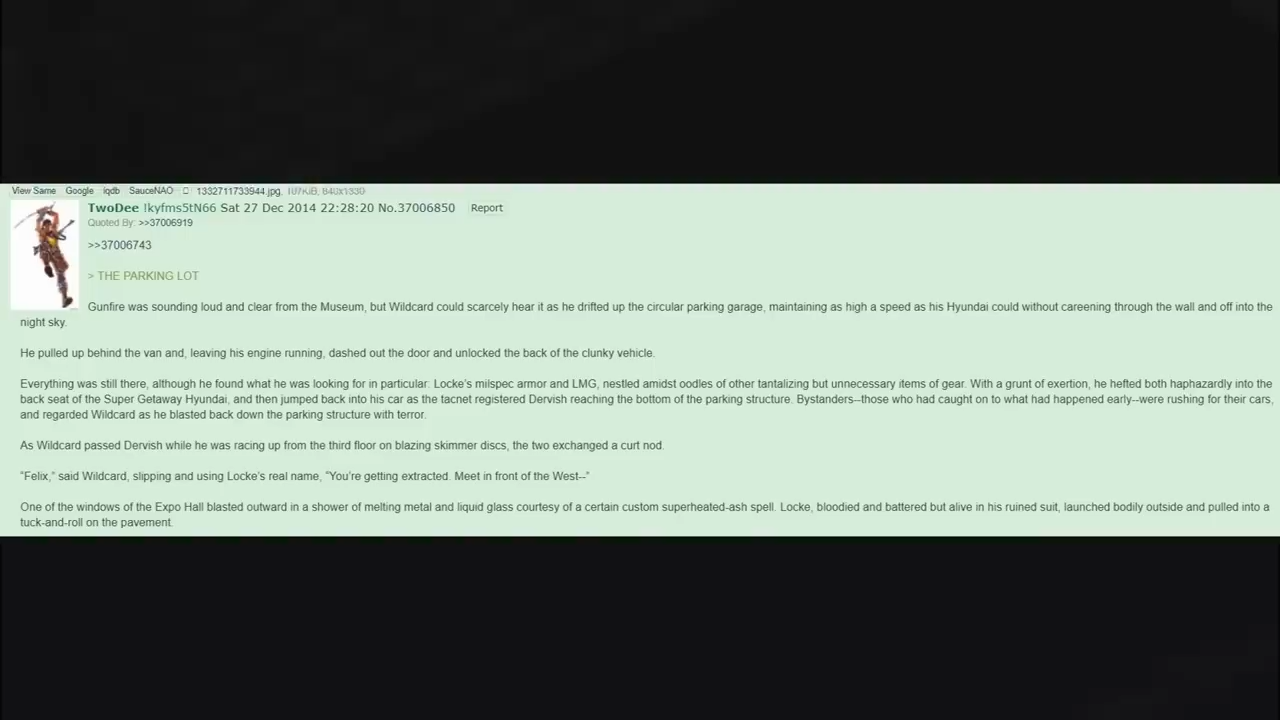 View Same Google iqdb SauceNAO 1332711733944.jpg, 107KiB, 840x1330
TwoDee !kyfms5tN66 Sat 27 Dec 2014 22:28:20 No.37006850 Report
Quoted By: >>37006919
>>37006743
> THE PARKING LOT
Gunfire was sounding loud and clear from the Museum, but Wildcard could scarcely hear it as he drifted up the circular parking garage, maintaining as high a speed as his Hyundai could without careening through the wall and off into the
night sky.
He pulled up behind the van and, leaving his engine running, dashed out the door and unlocked the back of the clunky vehicle.
Everything was still there, although he found what he was looking for in particular: Locke's milspec armor and LMG, nestled amidst oodles of other tantalizing but unnecessary items of gear. With a grunt of exertion, he hefted both haphazardly into the
back seat of the Super Getaway Hyundai, and then jumped back into his car as the tacnet registered Dervish reaching the bottom of the parking structure. Bystanders--those who had caught on to what had happened early--were rushing for their cars,
and regarded Wildcard as he blasted back down the parking structure with terror.
As Wildcard passed Dervish while he was racing up from the third floor on blazing skimmer discs, the two exchanged a curt nod.
"Felix," said Wildcard, slipping and using Locke's real name, "You're getting extracted. Meet in front of the West--"
One of the windows of the Expo Hall blasted outward in a shower of melting metal and liquid glass courtesy of a certain custom superheated-ash spell. Locke, bloodied and battered but alive in his ruined suit, launched bodily outside and pulled into a
tuck-and-roll on the pavement.